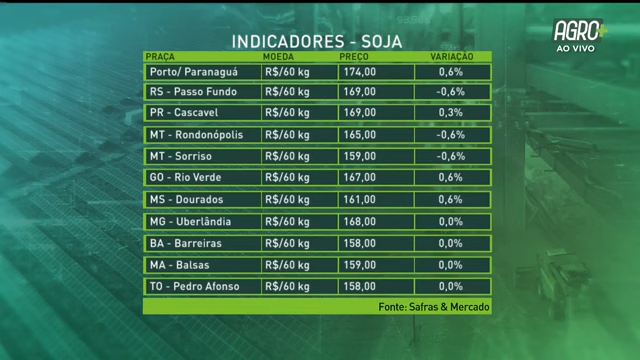 AGRO+
AO VIVO
INDICADORES - SOJA
PRAÇA MOEDA PREÇO VARIAÇÃO
Porto/ Paranaguá R$/60 kg 174,00 0,6%
RS - Passo Fundo R$/60 kg 169,00 -0,6%
PR - Cascavel R$/60 kg 169,00 0,3%
MT - Rondonópolis R$/60 kg 165,00 -0,6%
MT - Sorriso R$/60 kg 159,00 -0,6%
GO - Rio Verde R$/60 kg 167,00 0,6%
MS - Dourados R$/60 kg 161,00 0,6%
MG - Uberlândia R$/60 kg 168,00 0,0%
BA - Barreiras R$/60 kg 158,00 0,0%
MA - Balsas R$/60 kg 159,00 0,0%
TO - Pedro Afonso R$/60 kg 158,00 0,0%
Fonte: Safras & Mercado